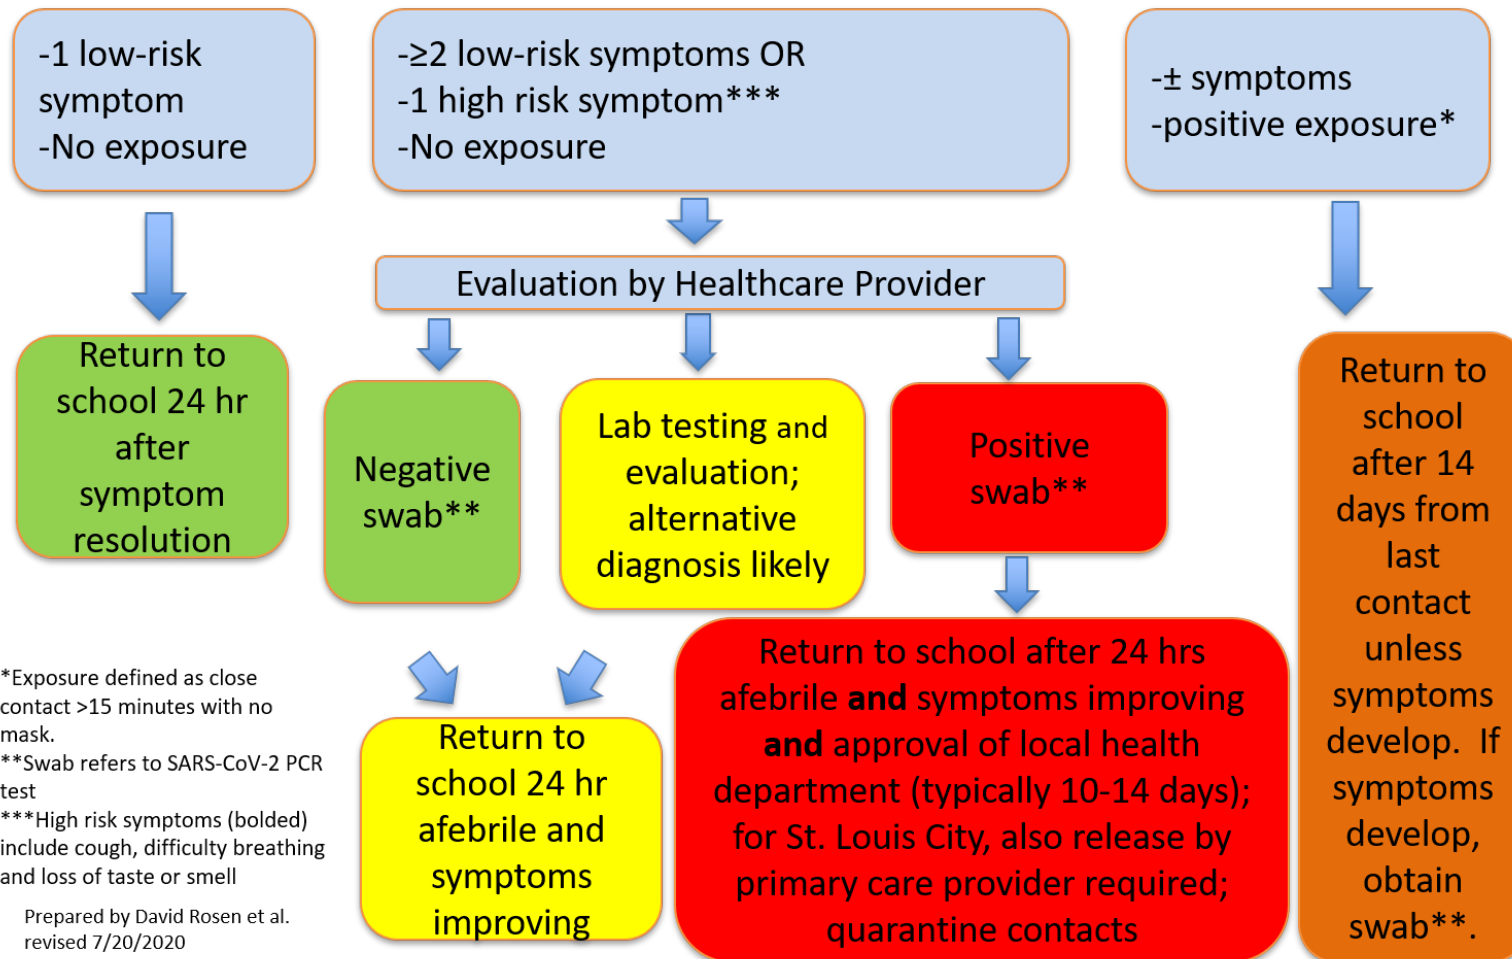 -1 low-risk
symptom
-No exposure
-≥2 low-risk symptoms OR
-1 high risk symptom***
-No exposure
-± symptoms
-positive exposure*
Evaluation by Healthcare Provider
Return to
school 24 hr
after
symptom
resolution
Negative
swab**
Lab testing and
evaluation;
alternative
diagnosis likely
Positive
swab**
Return to
school 24 hr
afebrile and
symptoms
improving
Return to school after 24 hrs
afebrile and symptoms improving
and approval of local health
department (typically 10-14 days);
for St. Louis City, also release by
primary care provider required;
quarantine contacts
Return to
school
after 14
days from
last
contact
unless
symptoms
develop. If
symptoms
develop,
obtain
swab**.
*Exposure defined as close
contact >15 minutes with no
mask.
**Swab refers to SARS-CoV-2 PCR
test
***High risk symptoms (bolded)
include cough, difficulty breathing
and loss of taste or smell
Prepared by David Rosen et al.
revised 7/20/2020